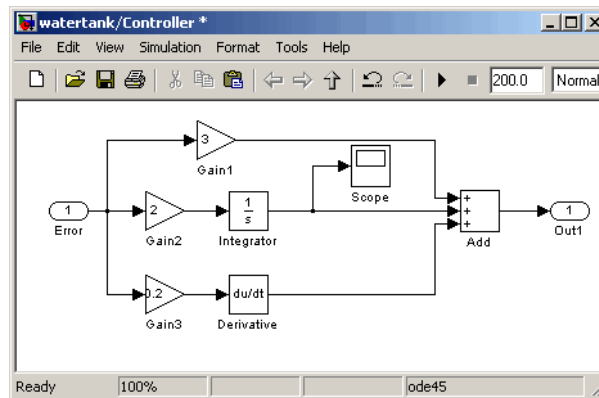 watertank/Controller *
File Edit View Simulation Format Tools Help
200.0 Normal
3
Gain1
Scope
1
Error
2
Gain2
1
s
Integrator
+
+
+
Add
1
Out1
0.2
Gain3
du/dt
Derivative
Ready 100% ode45